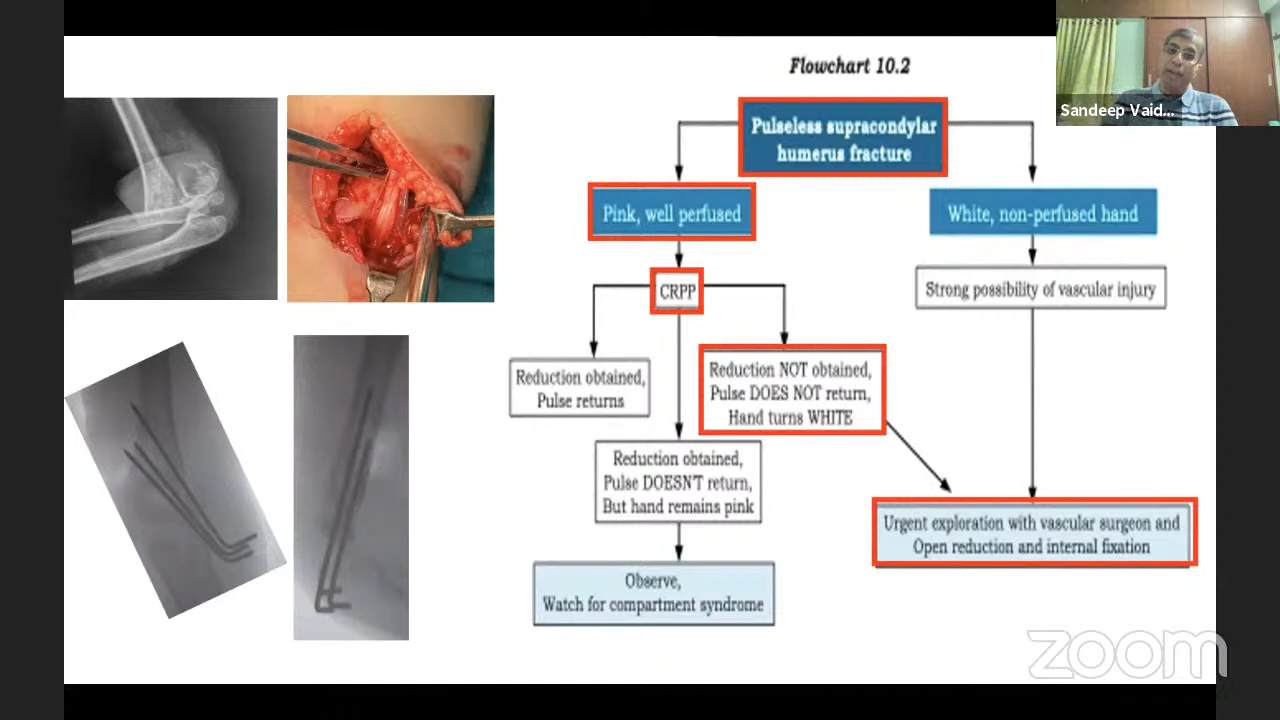 Sandeep Vaid...
Flowchart 10.2
Pulseless supracondylar
humerus fracture
Pink, well perfused
White, non-perfused hand
CRPP
Strong possibility of vascular injury
Reduction obtained,
Pulse returns
Reduction NOT obtained,
Pulse DOES NOT return,
Hand turns WHITE
Reduction obtained,
Pulse DOESN'T return,
But hand remains pink
Urgent exploration with vascular surgeon and
Open reduction and internal fixation
Observe,
Watch for compartment syndrome
zoom